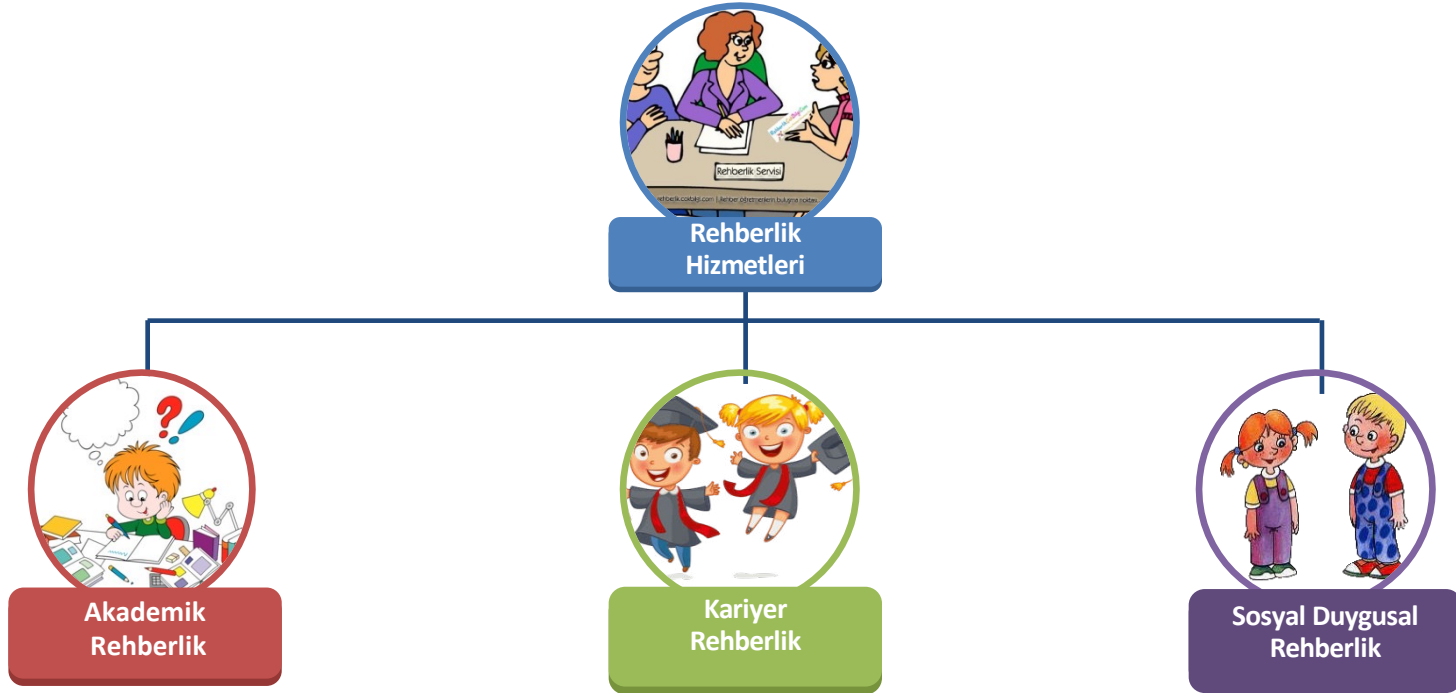 Rehberlik Servisi
Rehberlik
Hizmetleri
Akademik
Rehberlik
Kariyer
Rehberlik
Sosyal Duygusal
Rehberlik